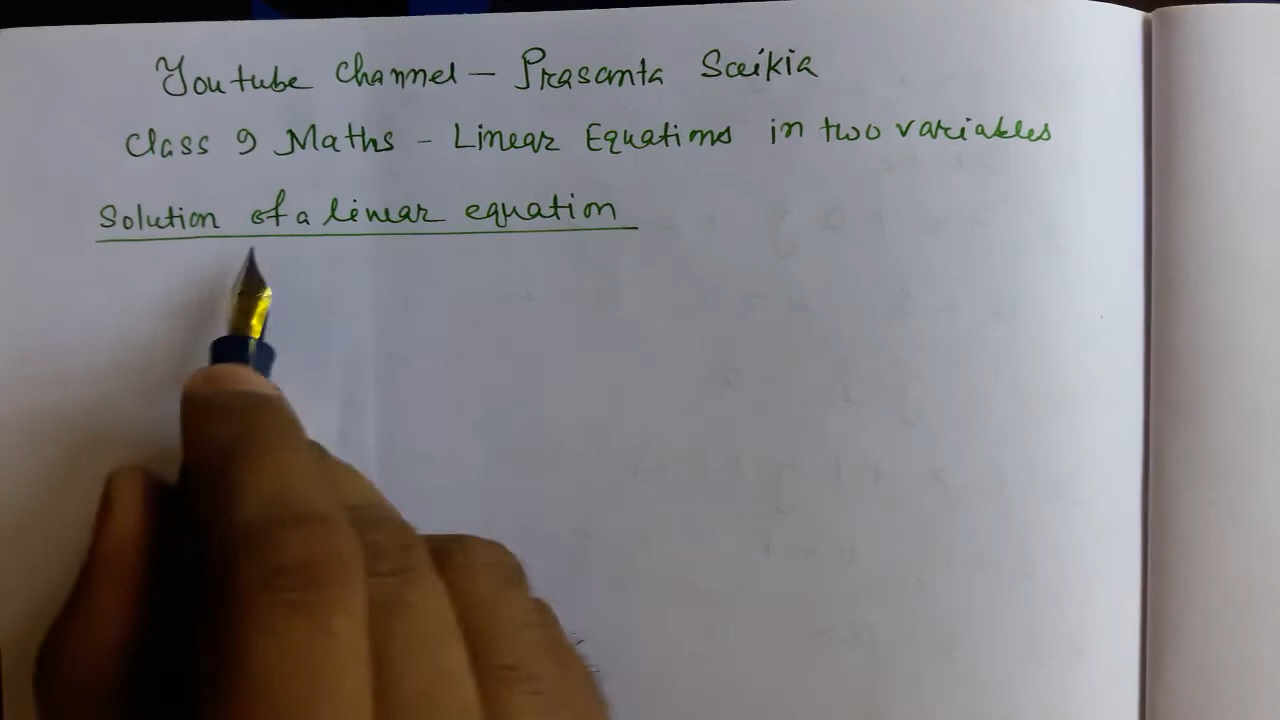 Youtube channel - Prasanta Saikia
Class 9 Maths - Linear Equations in two variables
Solution of a linear equation